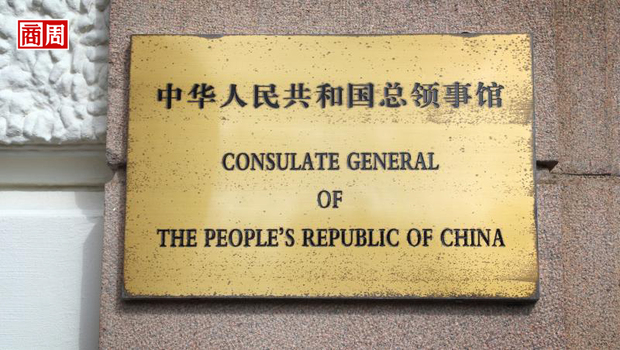 商周
中华人民共和国总领事馆
CONSULATE GENERAL
OF
THE PEOPLE'S REPUBLIC OF CHINA